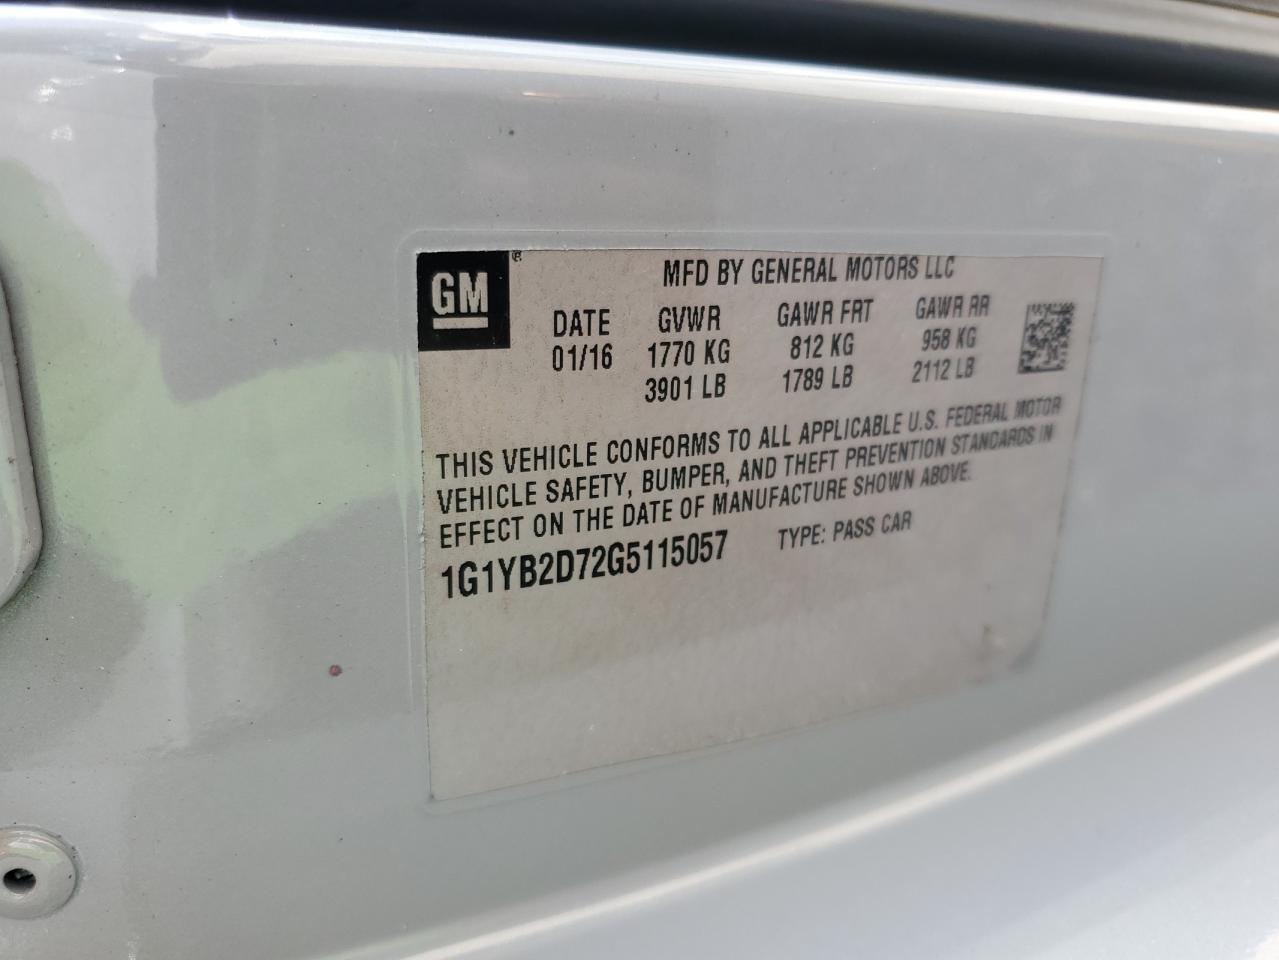 GM ®
MFD BY GENERAL MOTORS LLC
DATE GVWR GAWR FRT GAWR RR
01/16 1770 KG 812 KG 958 KG
3901 LB 1789 LB 2112 LB
THIS VEHICLE CONFORMS TO ALL APPLICABLE U.S. FEDERAL MOTOR
VEHICLE SAFETY, BUMPER, AND THEFT PREVENTION STANDARDS IN
EFFECT ON THE DATE OF MANUFACTURE SHOWN ABOVE.
1G1YB2D72G5115057 TYPE: PASS CAR